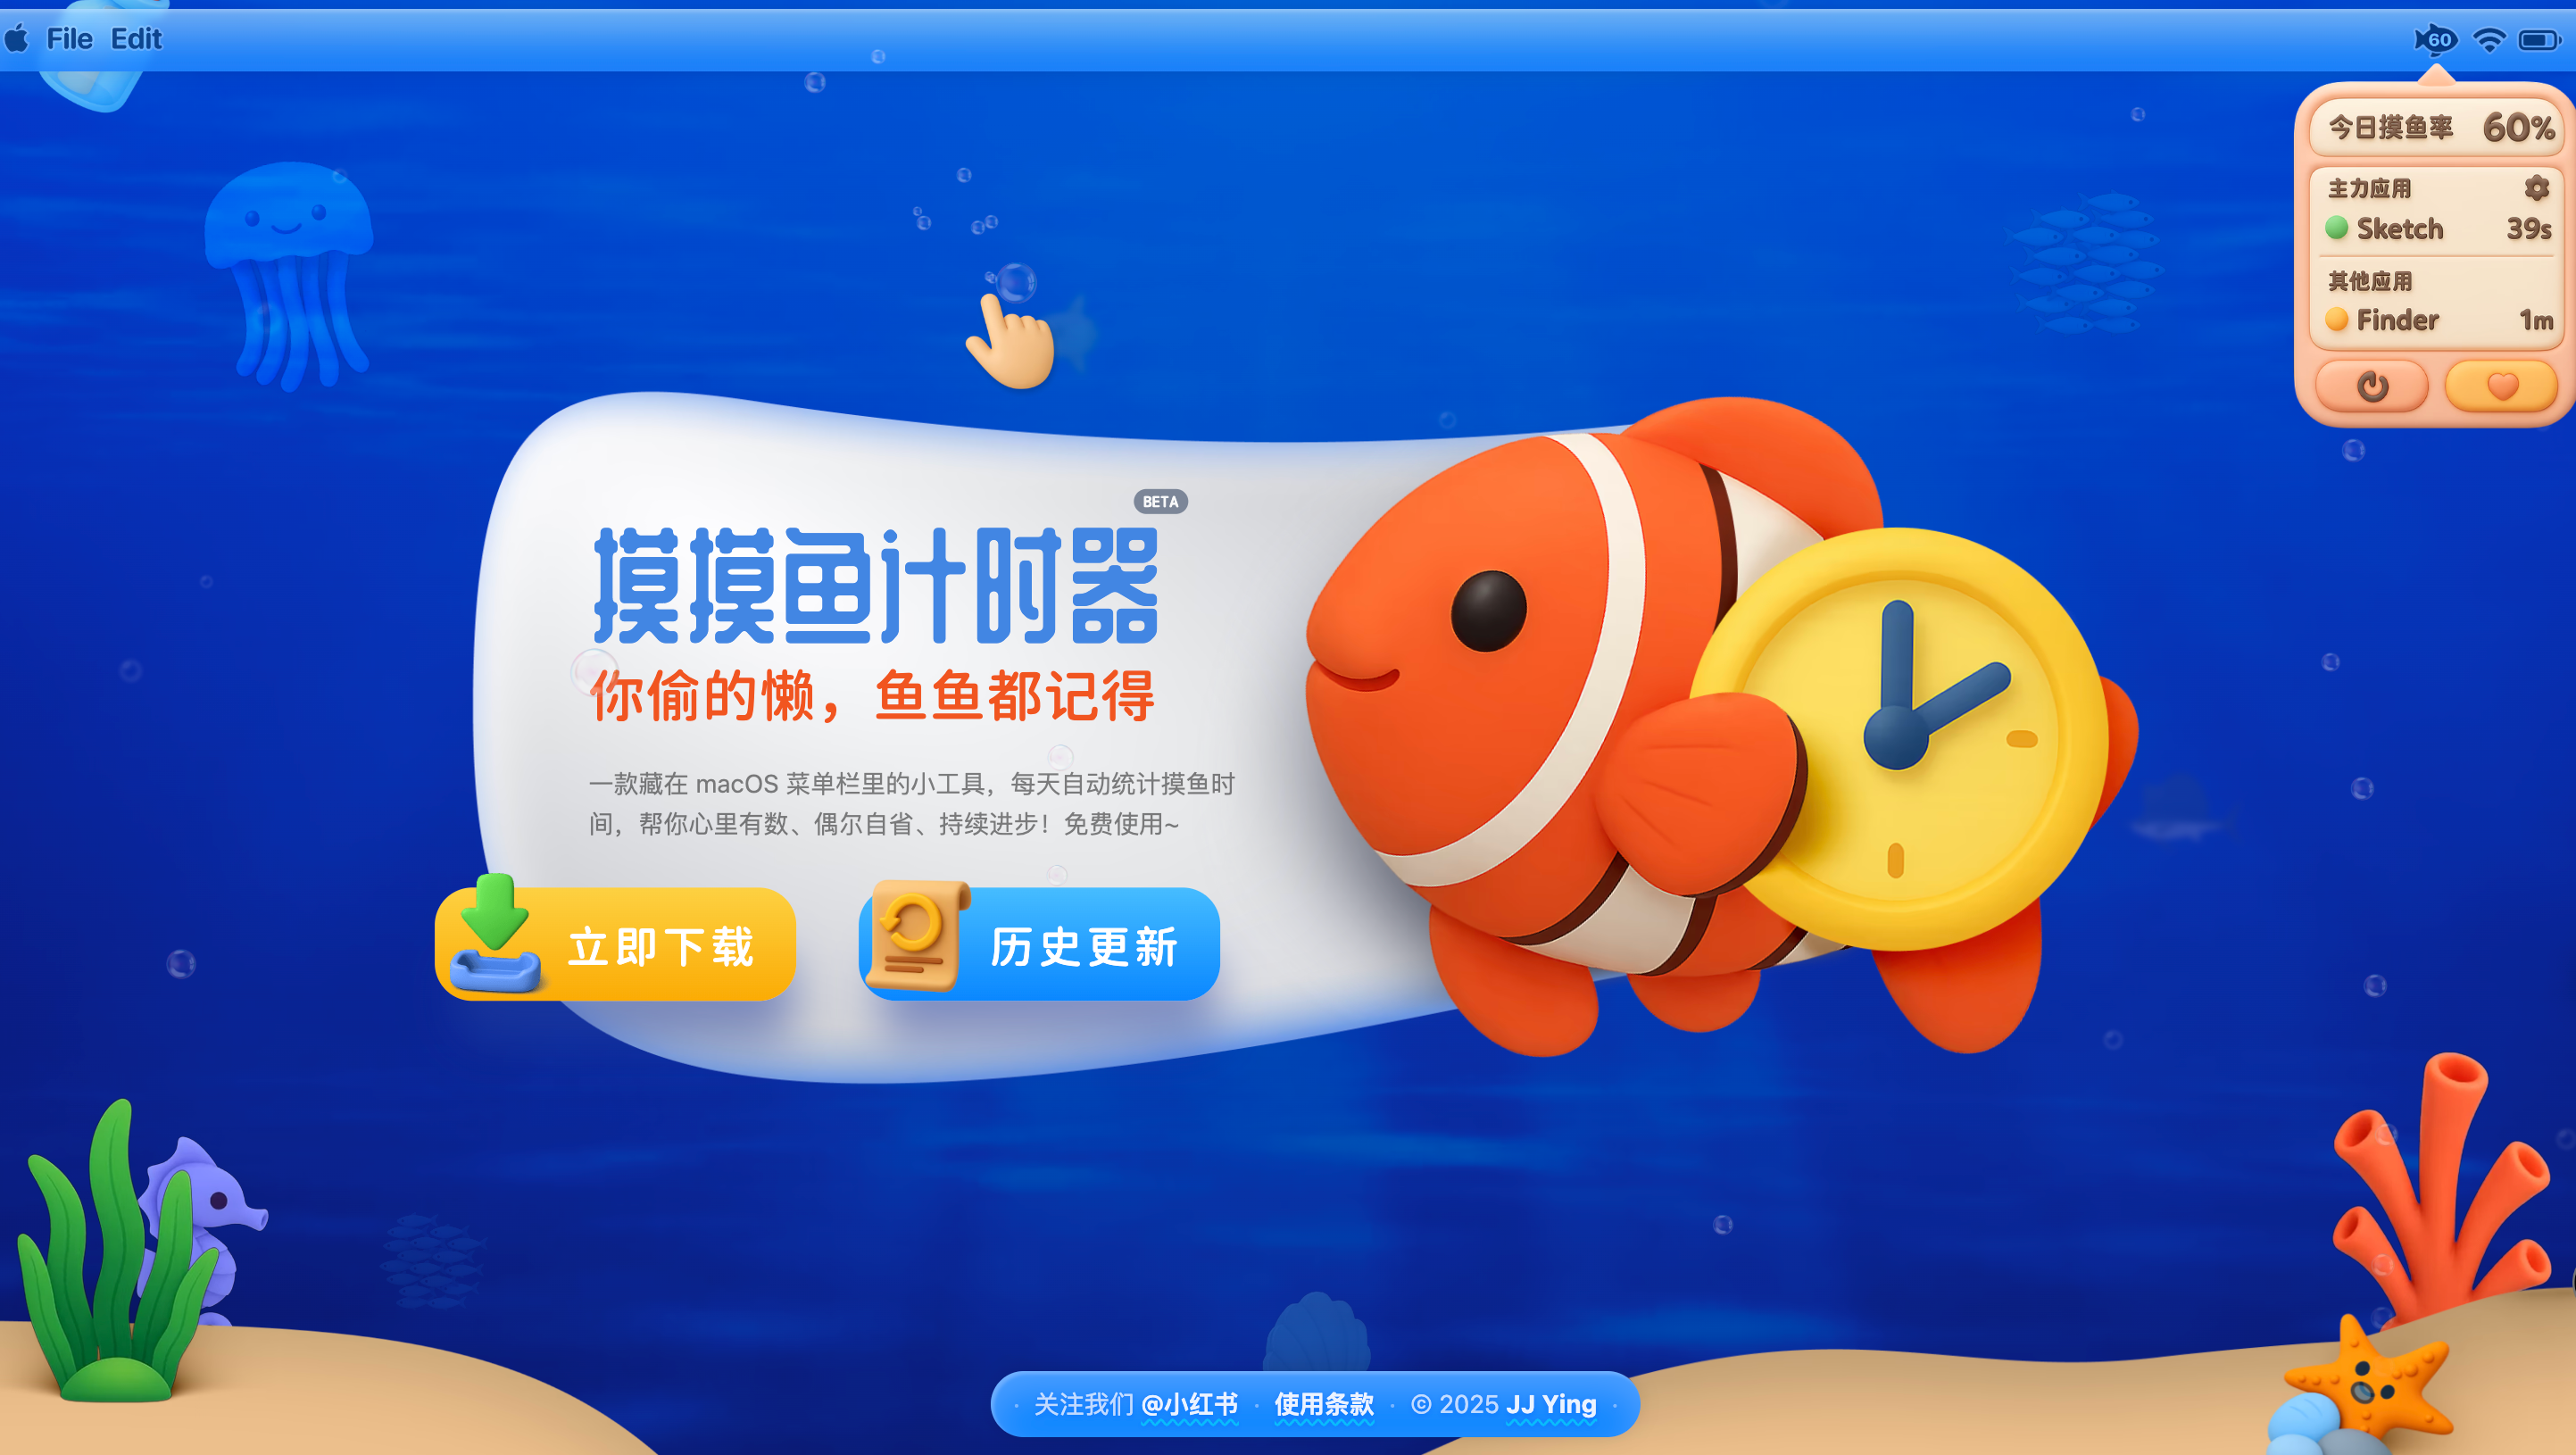 File Edit
60
今日摸鱼率 60%
主力应用
Sketch 39s
其他应用
Finder 1m
BETA
摸摸鱼计时器
你偷的懒，鱼鱼都记得
一款藏在 macOS 菜单栏里的小工具，每天自动统计摸鱼时
间，帮你心里有数、偶尔自省、持续进步！免费使用~
立即下载
历史更新
· 关注我们 @小红书 · 使用条款 · © 2025 JJ Ying ·